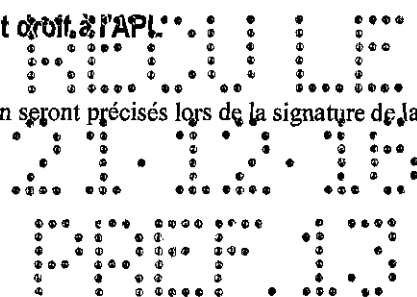 t droit à l'APL.
RECU LE
n seront précisés lors de la signature de la
21.12.16
PREF.13